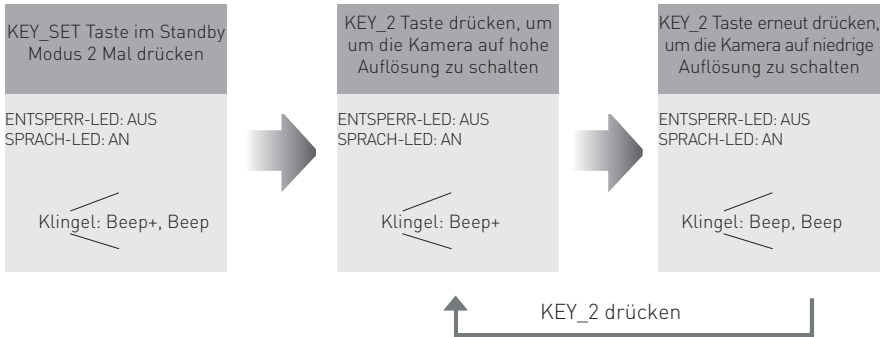 KEY_SET Taste im Standby
Modus 2 Mal drücken
ENTSPERR-LED: AUS
SPRACH-LED: AN
Klingel: Beep+, Beep
KEY_2 Taste drücken, um
um die Kamera auf hohe
Auflösung zu schalten
ENTSPERR-LED: AUS
SPRACH-LED: AN
Klingel: Beep+
KEY_2 Taste erneut drücken,
um die Kamera auf niedrige
Auflösung zu schalten
ENTSPERR-LED: AUS
SPRACH-LED: AN
Klingel: Beep, Beep
KEY_2 drücken